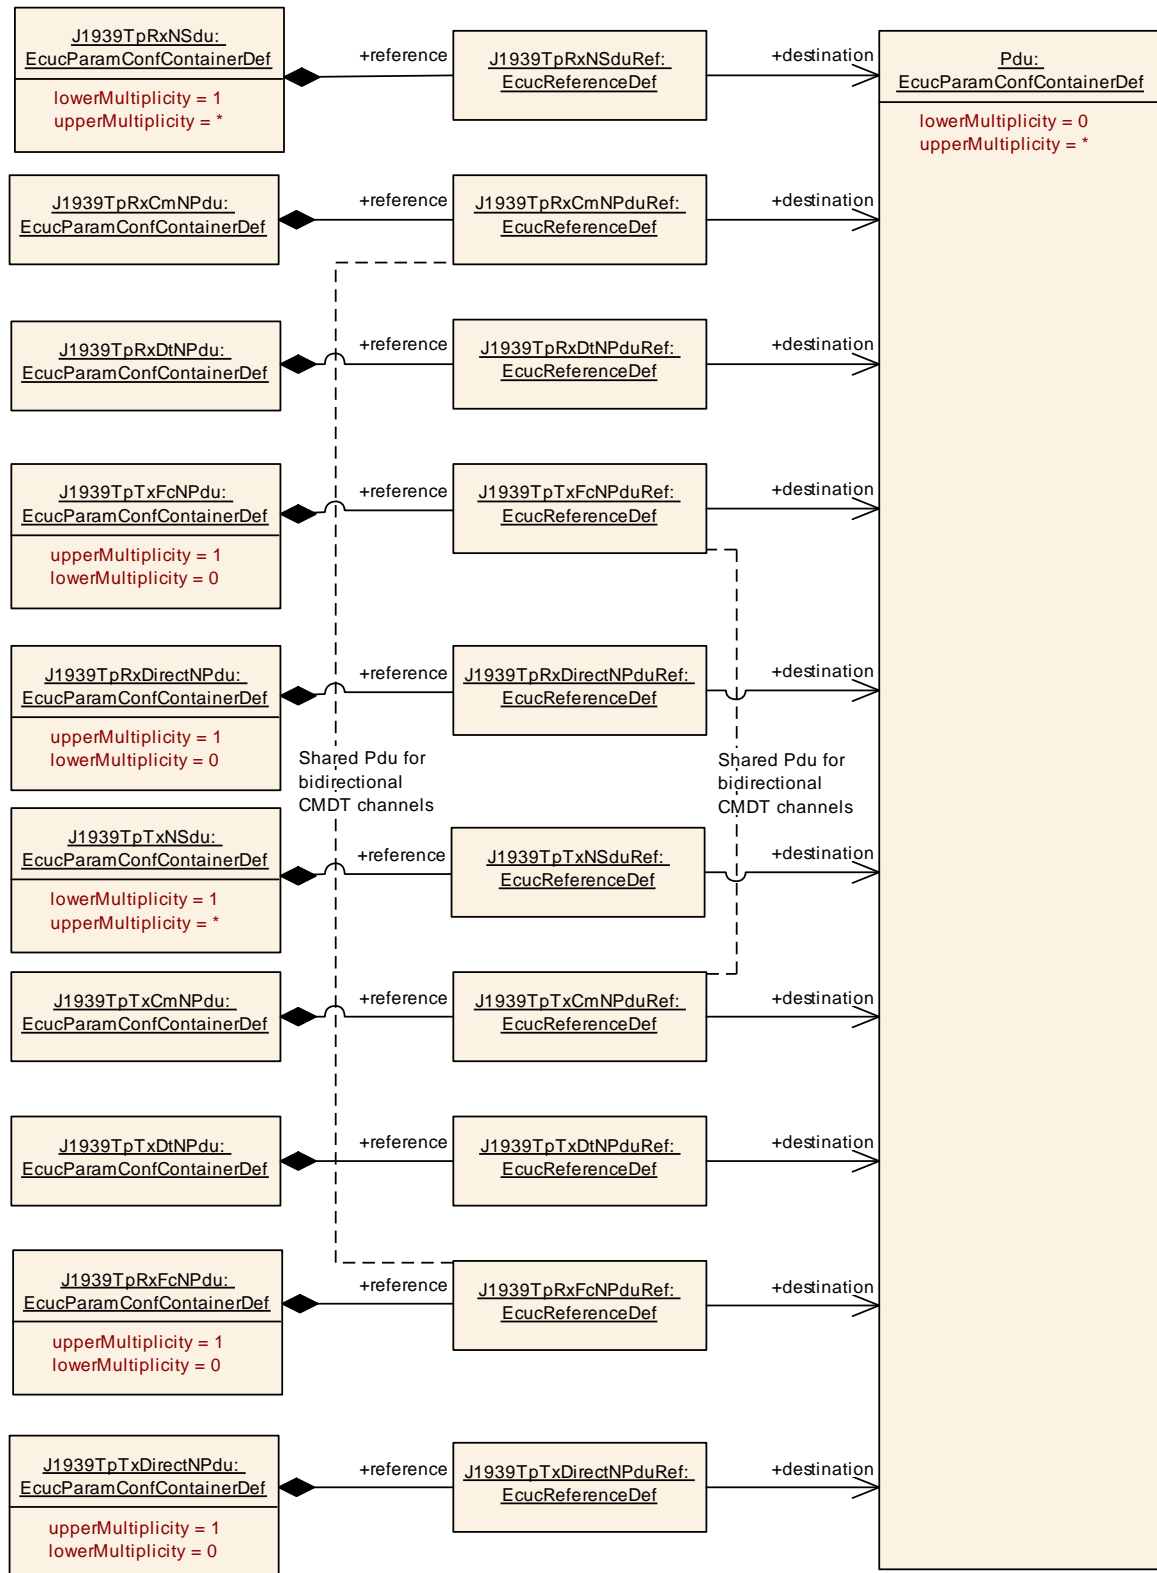 J1939TpRxNSdu:
EcucParamConfContainerDef
lowerMultiplicity = 1
upperMultiplicity = *
+reference
J1939TpRxNSduRef:
EcucReferenceDef
+destination
Pdu:
EcucParamConfContainerDef
lowerMultiplicity = 0
upperMultiplicity = *
J1939TpRxCmNPdu:
EcucParamConfContainerDef
+reference
J1939TpRxCmNPduRef:
EcucReferenceDef
+destination
J1939TpRxDtNPdu:
EcucParamConfContainerDef
+reference
J1939TpRxDtNPduRef:
EcucReferenceDef
+destination
J1939TpTxFcNPdu:
EcucParamConfContainerDef
upperMultiplicity = 1
lowerMultiplicity = 0
+reference
J1939TpTxFcNPduRef:
EcucReferenceDef
+destination
J1939TpRxDirectNPdu:
EcucParamConfContainerDef
upperMultiplicity = 1
lowerMultiplicity = 0
+reference
J1939TpRxDirectNPduRef:
EcucReferenceDef
+destination
Shared Pdu for
bidirectional
CMDT channels
Shared Pdu for
bidirectional
CMDT channels
J1939TpTxNSdu:
EcucParamConfContainerDef
lowerMultiplicity = 1
upperMultiplicity = *
+reference
J1939TpTxNSduRef:
EcucReferenceDef
+destination
J1939TpTxCmNPdu:
EcucParamConfContainerDef
+reference
J1939TpTxCmNPduRef:
EcucReferenceDef
+destination
J1939TpTxDtNPdu:
EcucParamConfContainerDef
+reference
J1939TpTxDtNPduRef:
EcucReferenceDef
+destination
J1939TpRxFcNPdu:
EcucParamConfContainerDef
upperMultiplicity = 1
lowerMultiplicity = 0
+reference
J1939TpRxFcNPduRef:
EcucReferenceDef
+destination
J1939TpTxDirectNPdu:
EcucParamConfContainerDef
upperMultiplicity = 1
lowerMultiplicity = 0
+reference
J1939TpTxDirectNPduRef:
EcucReferenceDef
+destination